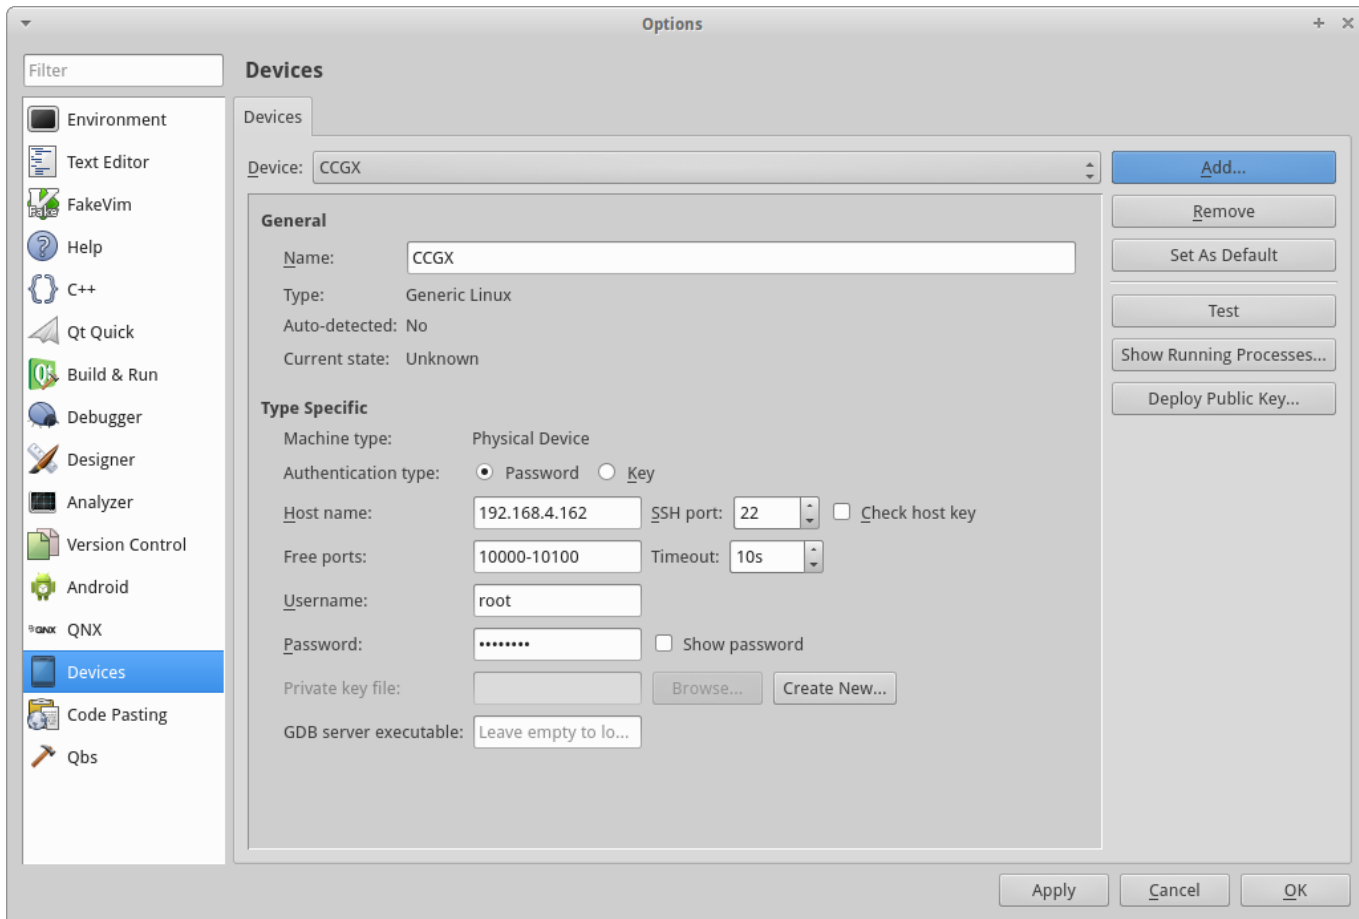 Options
Filter
Environment
Text Editor
FakeVim
Help
C++
Qt Quick
Build & Run
Debugger
Designer
Analyzer
Version Control
Android
QNX
Devices
Code Pasting
Qbs
Devices
Devices
Device: CCGX
General
Name: CCGX
Type: Generic Linux
Auto-detected: No
Current state: Unknown
Type Specific
Machine type: Physical Device
Authentication type: Password Key
Host name: 192.168.4.162 SSH port: 22 Check host key
Free ports: 10000-10100 Timeout: 10s
Username: root
Password: •••••••• Show password
Private key file: Browse... Create New...
GDB server executable: Leave empty to lo...
Add...
Remove
Set As Default
Test
Show Running Processes...
Deploy Public Key...
Apply Cancel OK